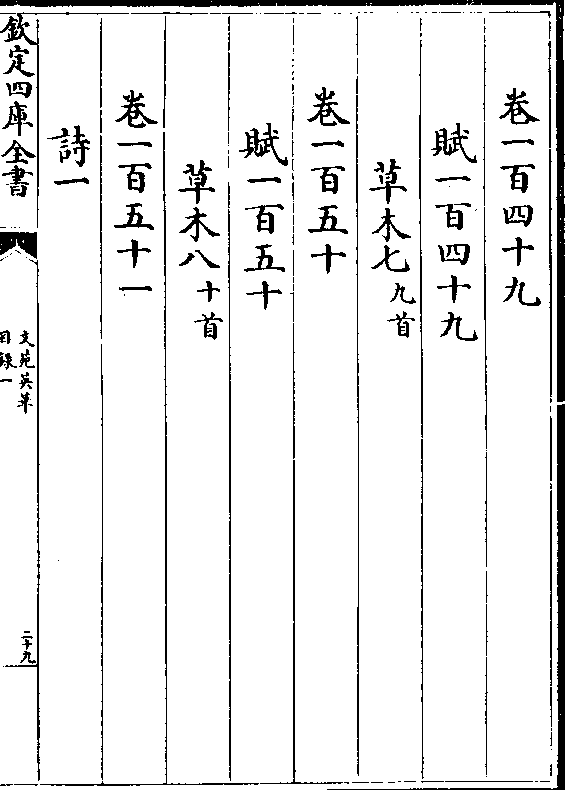 卷一百四十九
賦一百四十九
草木七九首
卷一百五十
賦一百五十
草木八十首
卷一百五十一
詩一
欽定四庫全書
文苑英華
目録一
二十九